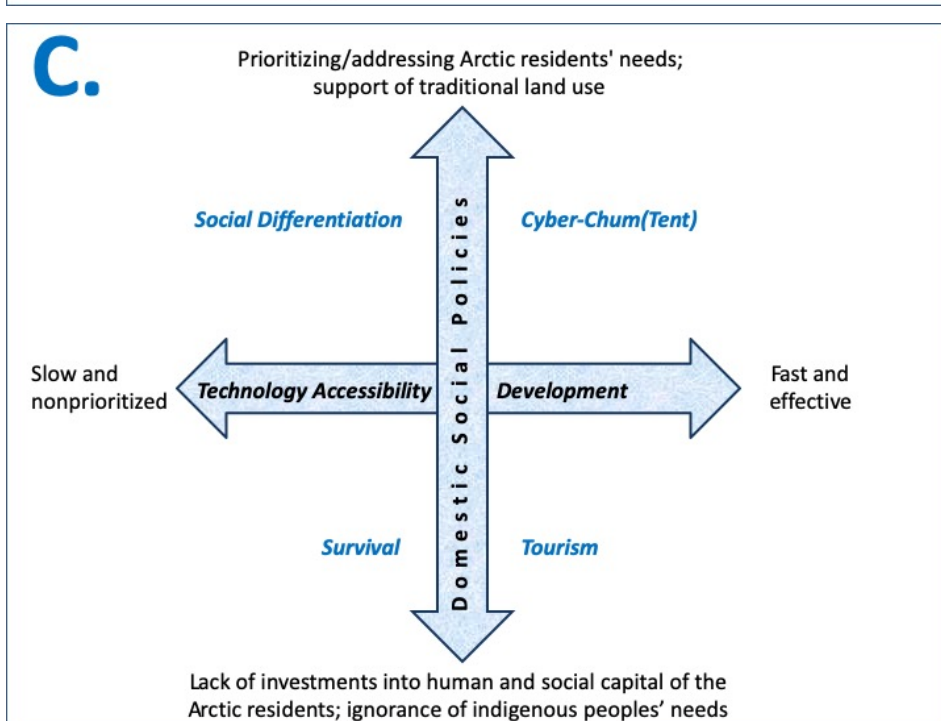 C.
Prioritizing/addressing Arctic residents' needs;
support of traditional land use
Social Differentiation
Cyber-Chum(Tent)
Domestic Social Policies
Slow and
nonprioritized
Technology Accessibility
Development
Fast and
effective
Survival
Tourism
Lack of investments into human and social capital of the
Arctic residents; ignorance of indigenous peoples’ needs